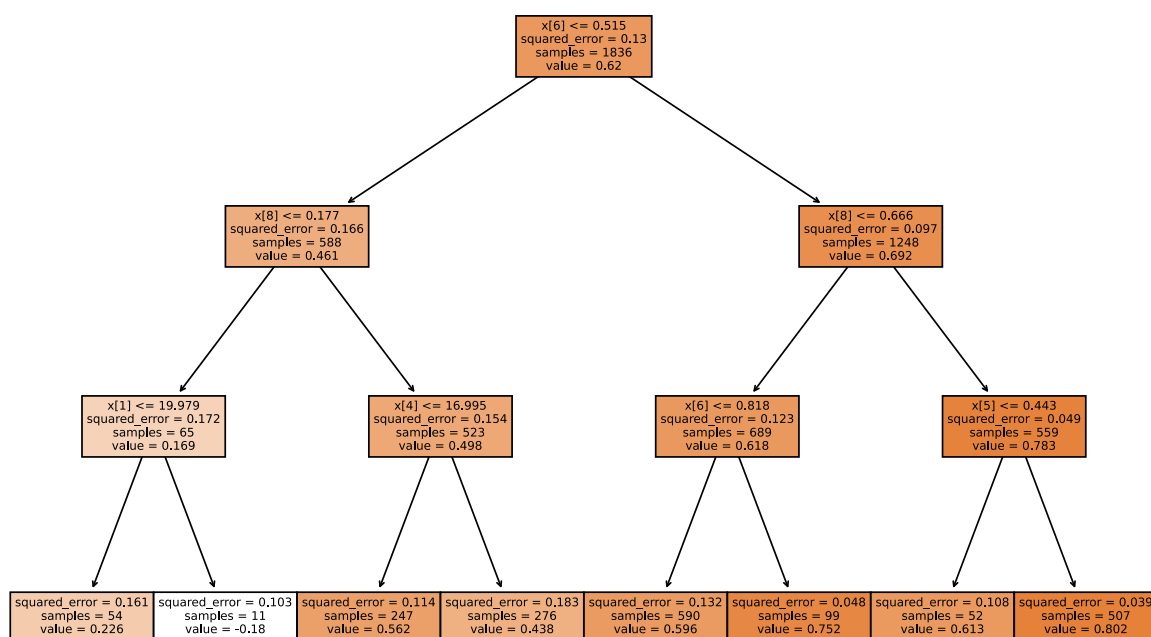 x[6] <= 0.515
squared_error = 0.13
samples = 1836
value = 0.62
x[8] <= 0.177
squared_error = 0.166
samples = 588
value = 0.461
x[8] <= 0.666
squared_error = 0.097
samples = 1248
value = 0.692
x[1] <= 19.979
squared_error = 0.172
samples = 65
value = 0.169
x[4] <= 16.995
squared_error = 0.154
samples = 523
value = 0.498
x[6] <= 0.818
squared_error = 0.123
samples = 689
value = 0.618
x[5] <= 0.443
squared_error = 0.049
samples = 559
value = 0.783
squared_error = 0.161
samples = 54
value = 0.226
squared_error = 0.103
samples = 11
value = -0.18
squared_error = 0.114
samples = 247
value = 0.562
squared_error = 0.183
samples = 276
value = 0.438
squared_error = 0.132
samples = 590
value = 0.596
squared_error = 0.048
samples = 99
value = 0.752
squared_error = 0.108
samples = 52
value = 0.613
squared_error = 0.039
samples = 507
value = 0.802